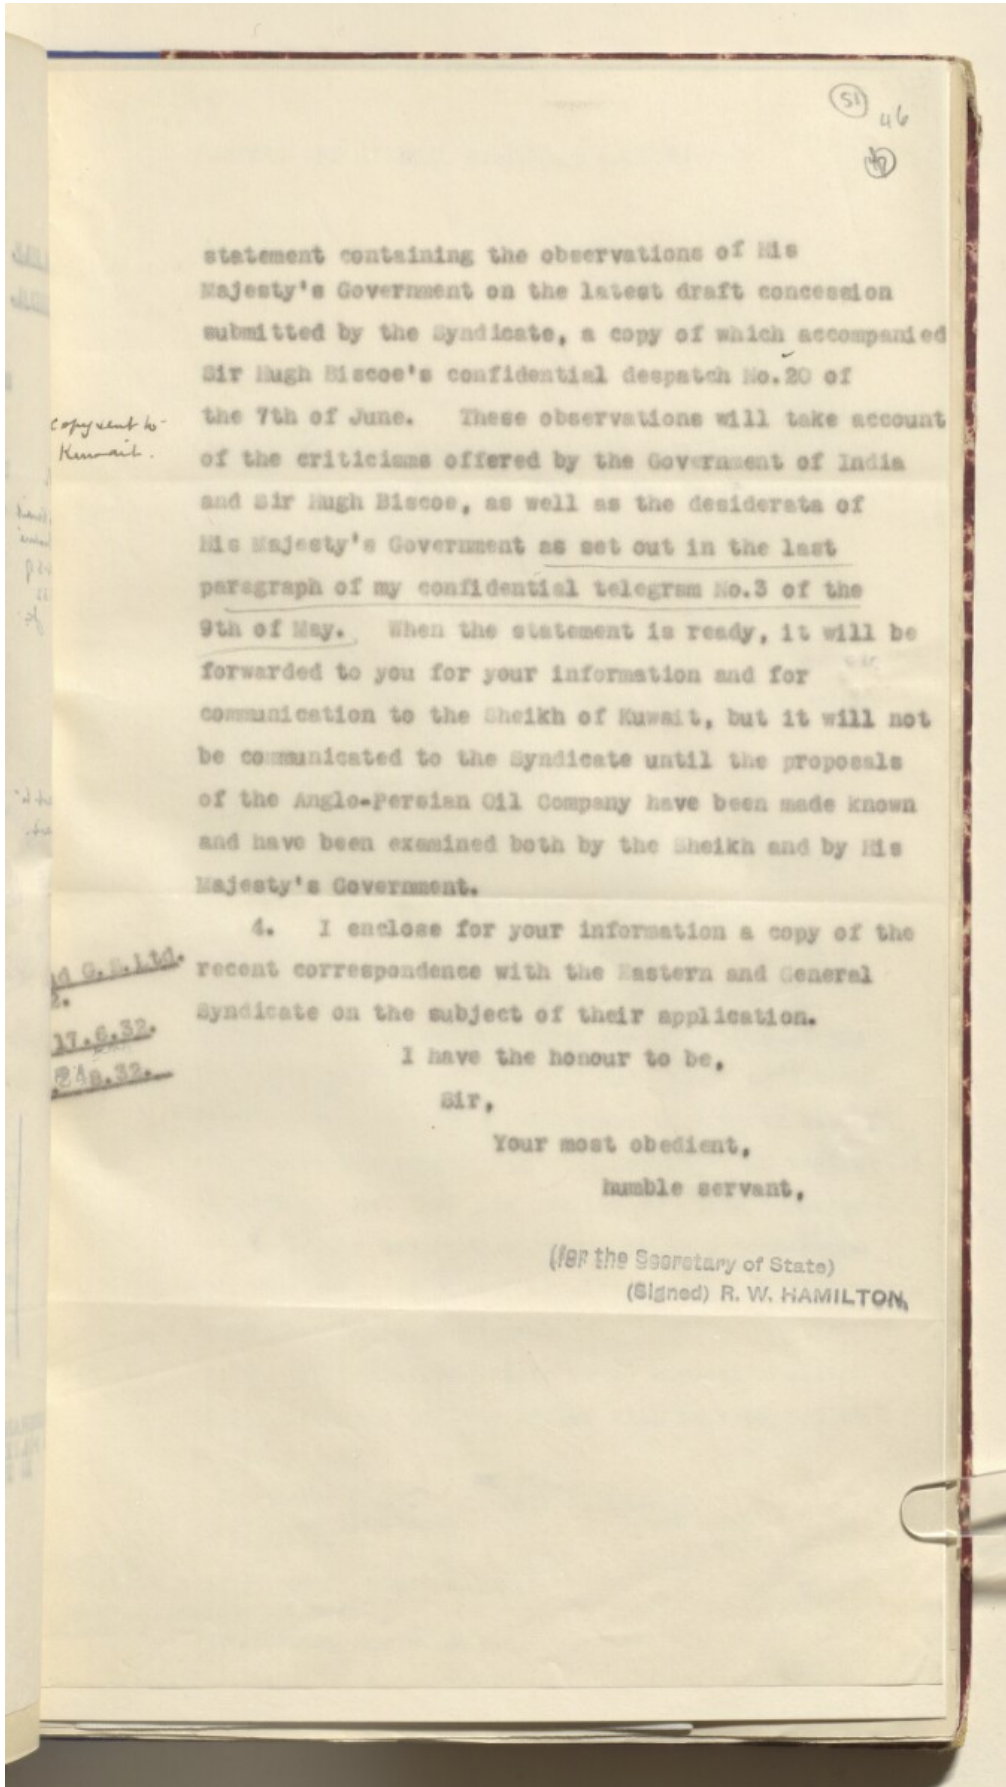 51
46
statement containing the observations of His
Majesty's Government on the latest draft concession
submitted by the Syndicate, a copy of which accompanied
Sir Hugh Biscoe's confidential despatch No.20 of
the 7th of June. These observations will take account
copy sent to
Kuwait.
of the criticisms offered by the Government of India
and Sir Hugh Biscoe, as well as the desiderata of
His Majesty's Government as set out in the last
paragraph of my confidential telegram No.3 of the
9th of May. When the statement is ready, it will be
forwarded to you for your information and for
communication to the Sheikh of Kuwait, but it will not
be communicated to the Syndicate until the proposals
of the Anglo-Persian Oil Company have been made known
and have been examined both by the Sheikh and by His
Majesty's Government.
4. I enclose for your information a copy of the
recent correspondence with the Eastern and General
Syndicate on the subject of their application.
d G.S.Ltd.
2.
17.6.32.
I have the honour to be,
Sir,
Your most obedient,
humble servant,
(for the Secretary of State)
(Signed) R. W. HAMILTON.